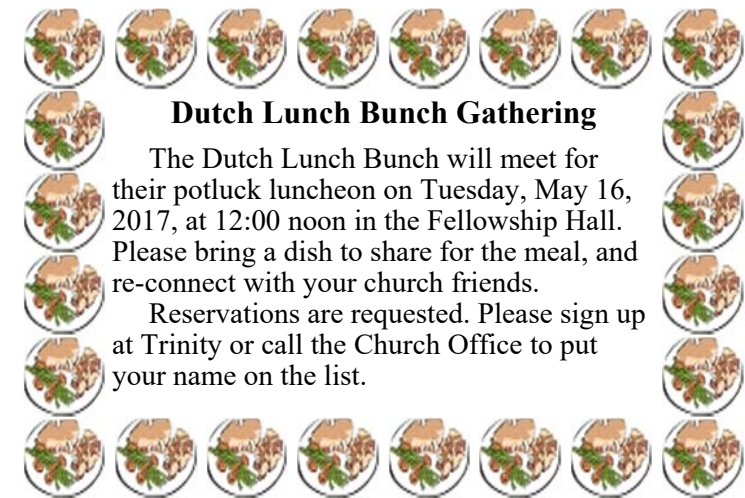 Dutch Lunch Bunch Gathering
The Dutch Lunch Bunch will meet for
their potluck luncheon on Tuesday, May 16,
2017, at 12:00 noon in the Fellowship Hall.
Please bring a dish to share for the meal, and
re-connect with your church friends.
Reservations are requested. Please sign up
at Trinity or call the Church Office to put
your name on the list.